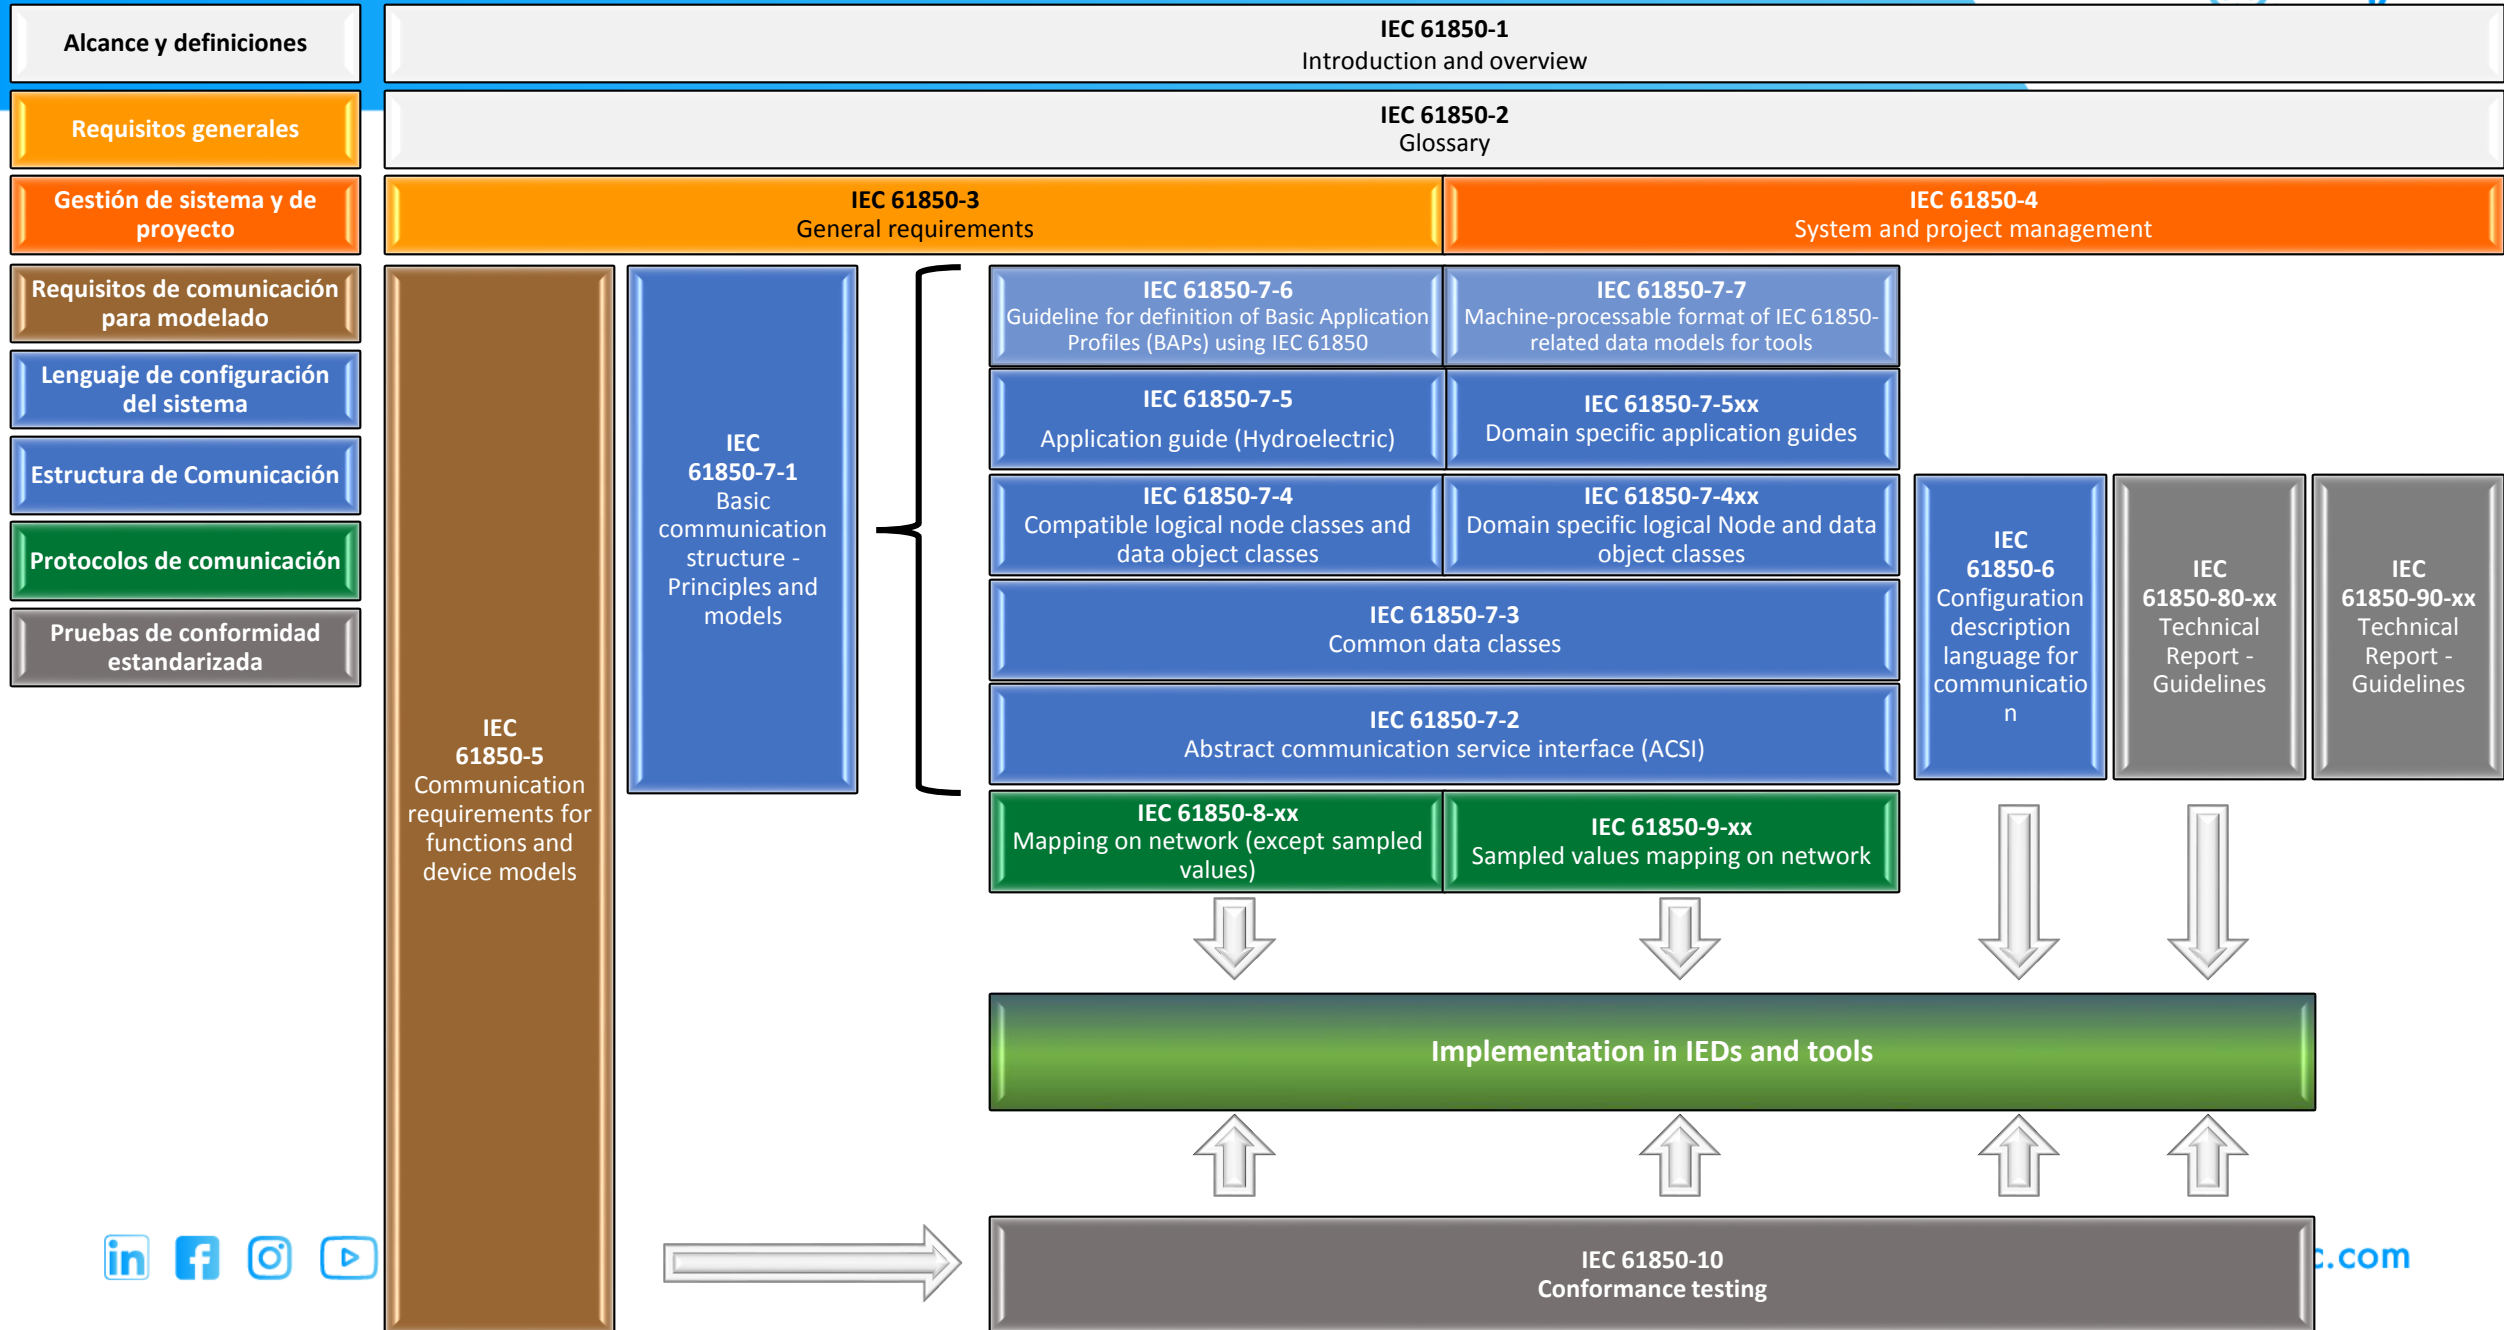 Alcance y definiciones
Requisitos generales
Gestión de sistema y de
proyecto
Requisitos de comunicación
para modelado
Lenguaje de configuración
del sistema
Estructura de Comunicación
Protocolos de comunicación
Pruebas de conformidad
estandarizada
IEC 61850-1
Introduction and overview
IEC 61850-2
Glossary
IEC 61850-3
General requirements
IEC 61850-4
System and project management
IEC
61850-5
Communication
requirements for
functions and
device models
IEC
61850-7-1
Basic
communication
structure -
Principles and
models
IEC 61850-7-6
Guideline for definition of Basic Application
Profiles (BAPs) using IEC 61850
IEC 61850-7-7
Machine-processable format of IEC 61850-
related data models for tools
IEC 61850-7-5
Application guide (Hydroelectric)
IEC 61850-7-5xx
Domain specific application guides
IEC 61850-7-4
Compatible logical node classes and
data object classes
IEC 61850-7-4xx
Domain specific logical Node and data
object classes
IEC 61850-7-3
Common data classes
IEC 61850-7-2
Abstract communication service interface (ACSI)
IEC 61850-8-xx
Mapping on network (except sampled
values)
IEC 61850-9-xx
Sampled values mapping on network
IEC
61850-6
Configuration
description
language for
communicatio
n
IEC
61850-80-xx
Technical
Report -
Guidelines
IEC
61850-90-xx
Technical
Report -
Guidelines
Implementation in IEDs and tools
IEC 61850-10
Conformance testing
in
c.com